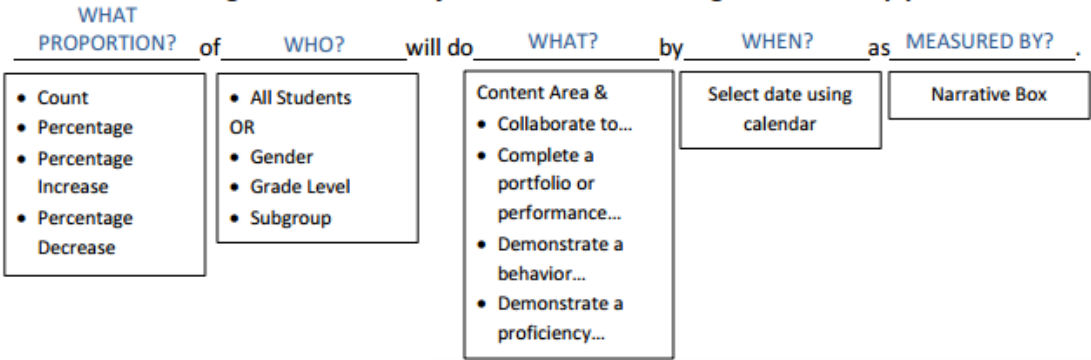 WHAT
PROPORTION? of WHO? will do WHAT? by WHEN? as MEASURED BY? .
• Count
• Percentage
• Percentage
Increase
• Percentage
Decrease
• All Students
OR
• Gender
• Grade Level
• Subgroup
Content Area &
• Collaborate to...
• Complete a
portfolio or
performance...
• Demonstrate a
behavior...
• Demonstrate a
proficiency...
Select date using
calendar
Narrative Box